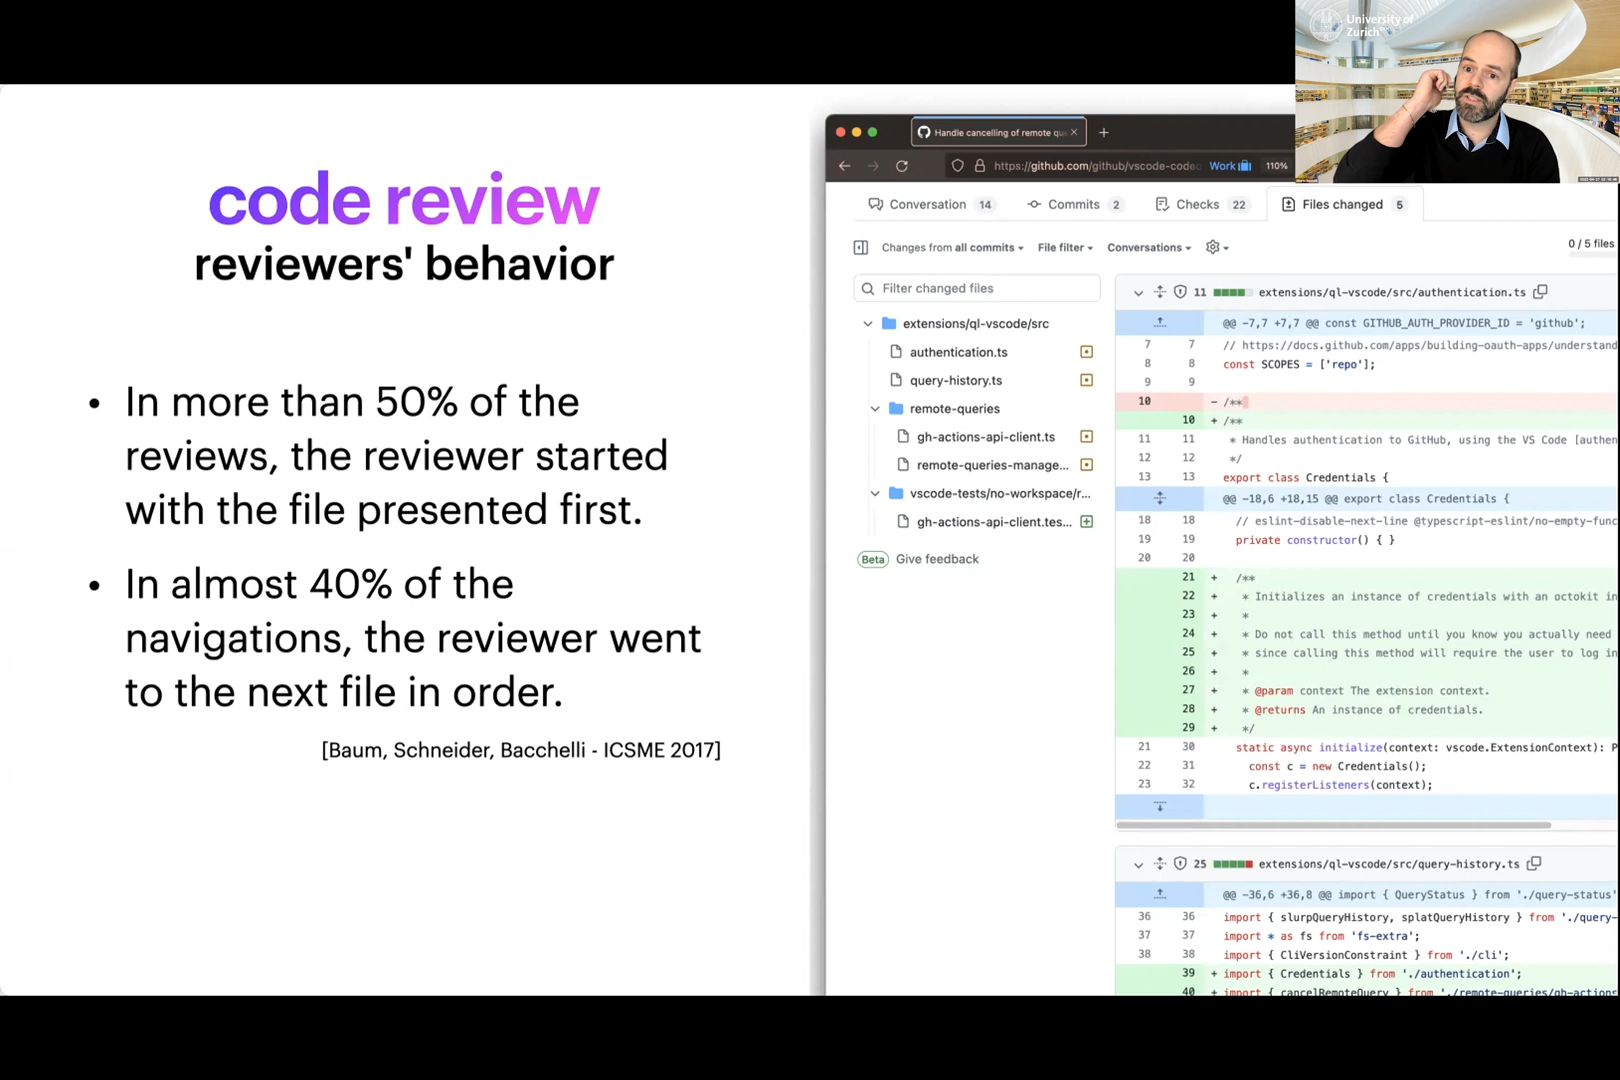 University of
Zurich
code review
reviewers' behavior
• In more than 50% of the
reviews, the reviewer started
with the file presented first.
• In almost 40% of the
navigations, the reviewer went
to the next file in order.
[Baum, Schneider, Bacchelli - ICSME 2017]
Handle cancelling of remote qu
https://github.com/github/vscode-codeq Work 110%
Conversation 14 Commits 2 Checks 22 Files changed 5
Changes from all commits File filter Conversations 0 / 5 files
Filter changed files
extensions/ql-vscode/src
authentication.ts
query-history.ts
remote-queries
gh-actions-api-client.ts
remote-queries-manage...
vscode-tests/no-workspace/r...
gh-actions-api-client.tes...
Beta Give feedback
11 extensions/ql-vscode/src/authentication.ts
@@ -7,7 +7,7 @@ const GITHUB_AUTH_PROVIDER_ID = 'github';
7 7 // https://docs.github.com/apps/building-oauth-apps/understand
8 8 const SCOPES = ['repo'];
9 9
10 - /**
10 + /**
11 11 * Handles authentication to GitHub, using the VS Code [authen
12 12 */
13 13 export class Credentials {
@@ -18,6 +18,15 @@ export class Credentials {
18 18 // eslint-disable-next-line @typescript-eslint/no-empty-func
19 19 private constructor() { }
20 20
21 + /**
22 + * Initializes an instance of credentials with an octokit in
23 + *
24 + * Do not call this method until you know you actually need
25 + * since calling this method will require the user to log in
26 + *
27 + * @param context The extension context.
28 + * @returns An instance of credentials.
29 + */
21 30 static async initialize(context: vscode.ExtensionContext): P
22 31 const c = new Credentials();
23 32 c.registerListeners(context);
25 extensions/ql-vscode/src/query-history.ts
@@ -36,6 +36,8 @@ import { QueryStatus } from './query-status'
36 36 import { slurpQueryHistory, splatQueryHistory } from './query-
37 37 import * as fs from 'fs-extra';
38 38 import { CliVersionConstraint } from './cli';
39 + import { Credentials } from './authentication';
40 + import { cancelRemoteQuery } from './remote-queries/gh-actions